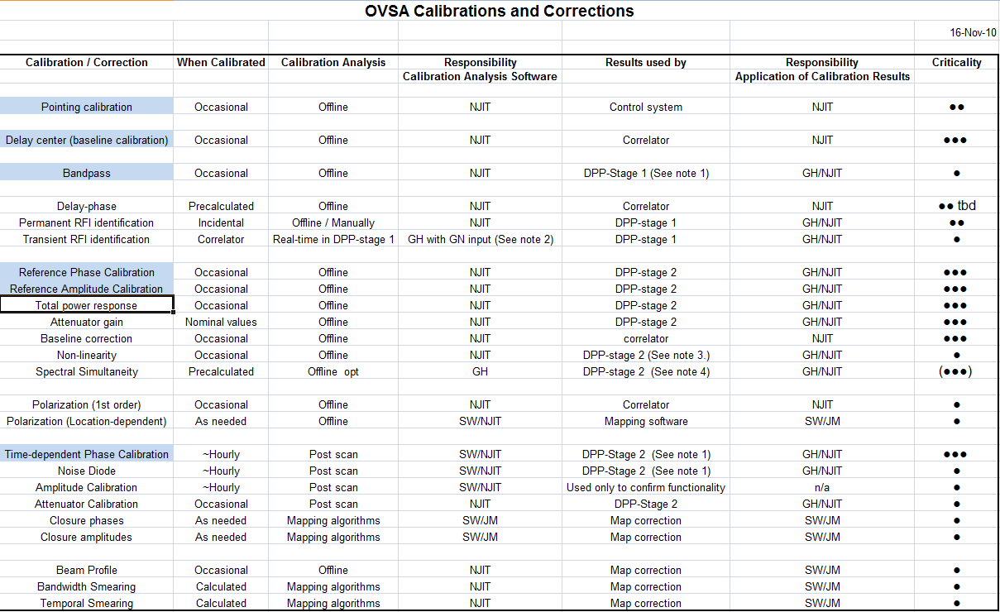 OVSA Calibrations and Corrections
16-Nov-10
Calibration / Correction When Calibrated Calibration Analysis Responsibility Results used by Responsibility Criticality
Calibration Analysis Software Application of Calibration Results
Pointing calibration Occasional Offline NJIT Control system NJIT ●●
Delay center (baseline calibration) Occasional Offline NJIT Correlator NJIT ●●●
Bandpass Occasional Offline NJIT DPP-Stage 1 (See note 1) GH/NJIT ●
Delay-phase Precalculated Offline NJIT Correlator NJIT ●● tbd
Permanent RFI identification Incidental Offline / Manually NJIT DPP-stage 1 GH/NJIT ●●
Transient RFI identification Correlator Real-time in DPP-stage 1 GH with GN input (See note 2) DPP-stage 1 GH/NJIT ●
Reference Phase Calibration Occasional Offline NJIT DPP-stage 2 GH/NJIT ●●●
Reference Amplitude Calibration Occasional Offline NJIT DPP-stage 2 GH/NJIT ●●●
Total power response Occasional Offline NJIT DPP-stage 2 GH/NJIT ●●●
Attenuator gain Nominal values Offline NJIT DPP-stage 2 GH/NJIT ●●●
Baseline correction Occasional Offline NJIT correlator NJIT ●●●
Non-linearity Occasional Offline NJIT DPP-stage 2 (See note 3.) GH/NJIT ●
Spectral Simultaneity Precalculated Offline opt GH DPP-stage 2 (See note 4) GH/NJIT (●●●)
Polarization (1st order) Occasional Offline NJIT Correlator NJIT ●
Polarization (Location-dependent) As needed Offline SW/NJIT Mapping software SW/JM ●
Time-dependent Phase Calibration ~Hourly Post scan SW/NJIT DPP-Stage 2 (See note 1) GH/NJIT ●●●
Noise Diode ~Hourly Post scan SW/NJIT DPP-Stage 2 (See note 1) GH/NJIT ●
Amplitude Calibration ~Hourly Post scan SW/NJIT Used only to confirm functionality n/a ●
Attenuator Calibration Occasional Post scan NJIT DPP-Stage 2 GH/NJIT ●
Closure phases As needed Mapping algorithms SW/JM Map correction SW/JM ●
Closure amplitudes As needed Mapping algorithms SW/JM Map correction SW/JM ●
Beam Profile Occasional Offline NJIT Map correction SW/JM ●
Bandwidth Smearing Calculated Mapping algorithms NJIT Map correction SW/JM ●
Temporal Smearing Calculated Mapping algorithms NJIT Map correction SW/JM ●